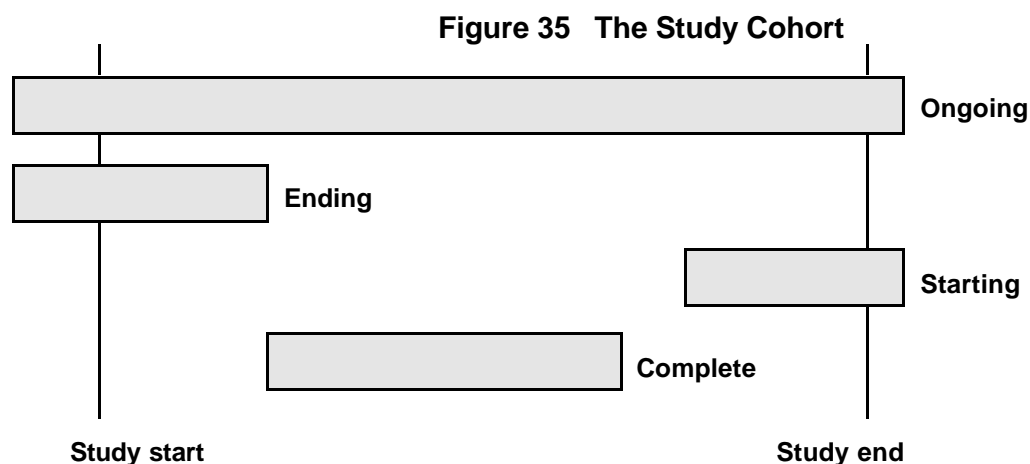 Figure 35 The Study Cohort
Ongoing
Ending
Starting
Complete
Study start
Study end